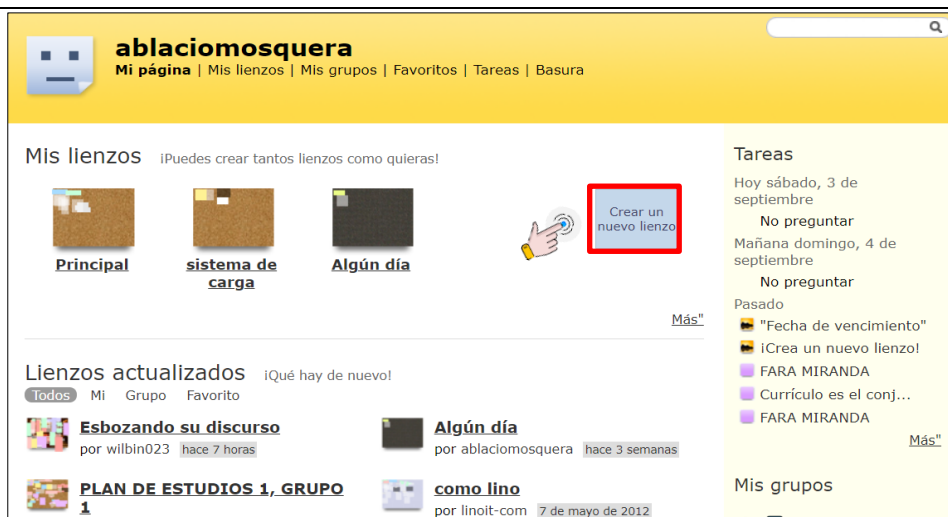 ablaciomosquera
Mi página | Mis lienzos | Mis grupos | Favoritos | Tareas | Basura
Mis lienzos ¡Puedes crear tantos lienzos como quieras!
Principal
sistema de
carga
Algún día
Crear un
nuevo lienzo
Más"
Lienzos actualizados ¡Qué hay de nuevo!
Todos Mi Grupo Favorito
Esbozando su discurso
por wilbin023 hace 7 horas
Algún día
por ablaciomosquera hace 3 semanas
PLAN DE ESTUDIOS 1, GRUPO
1
como lino
por linoit-com 7 de mayo de 2012
Tareas
Hoy sábado, 3 de
septiembre
No preguntar
Mañana domingo, 4 de
septiembre
No preguntar
Pasado
"Fecha de vencimiento"
¡Crea un nuevo lienzo!
FARA MIRANDA
Currículo es el conj...
FARA MIRANDA
Más"
Mis grupos